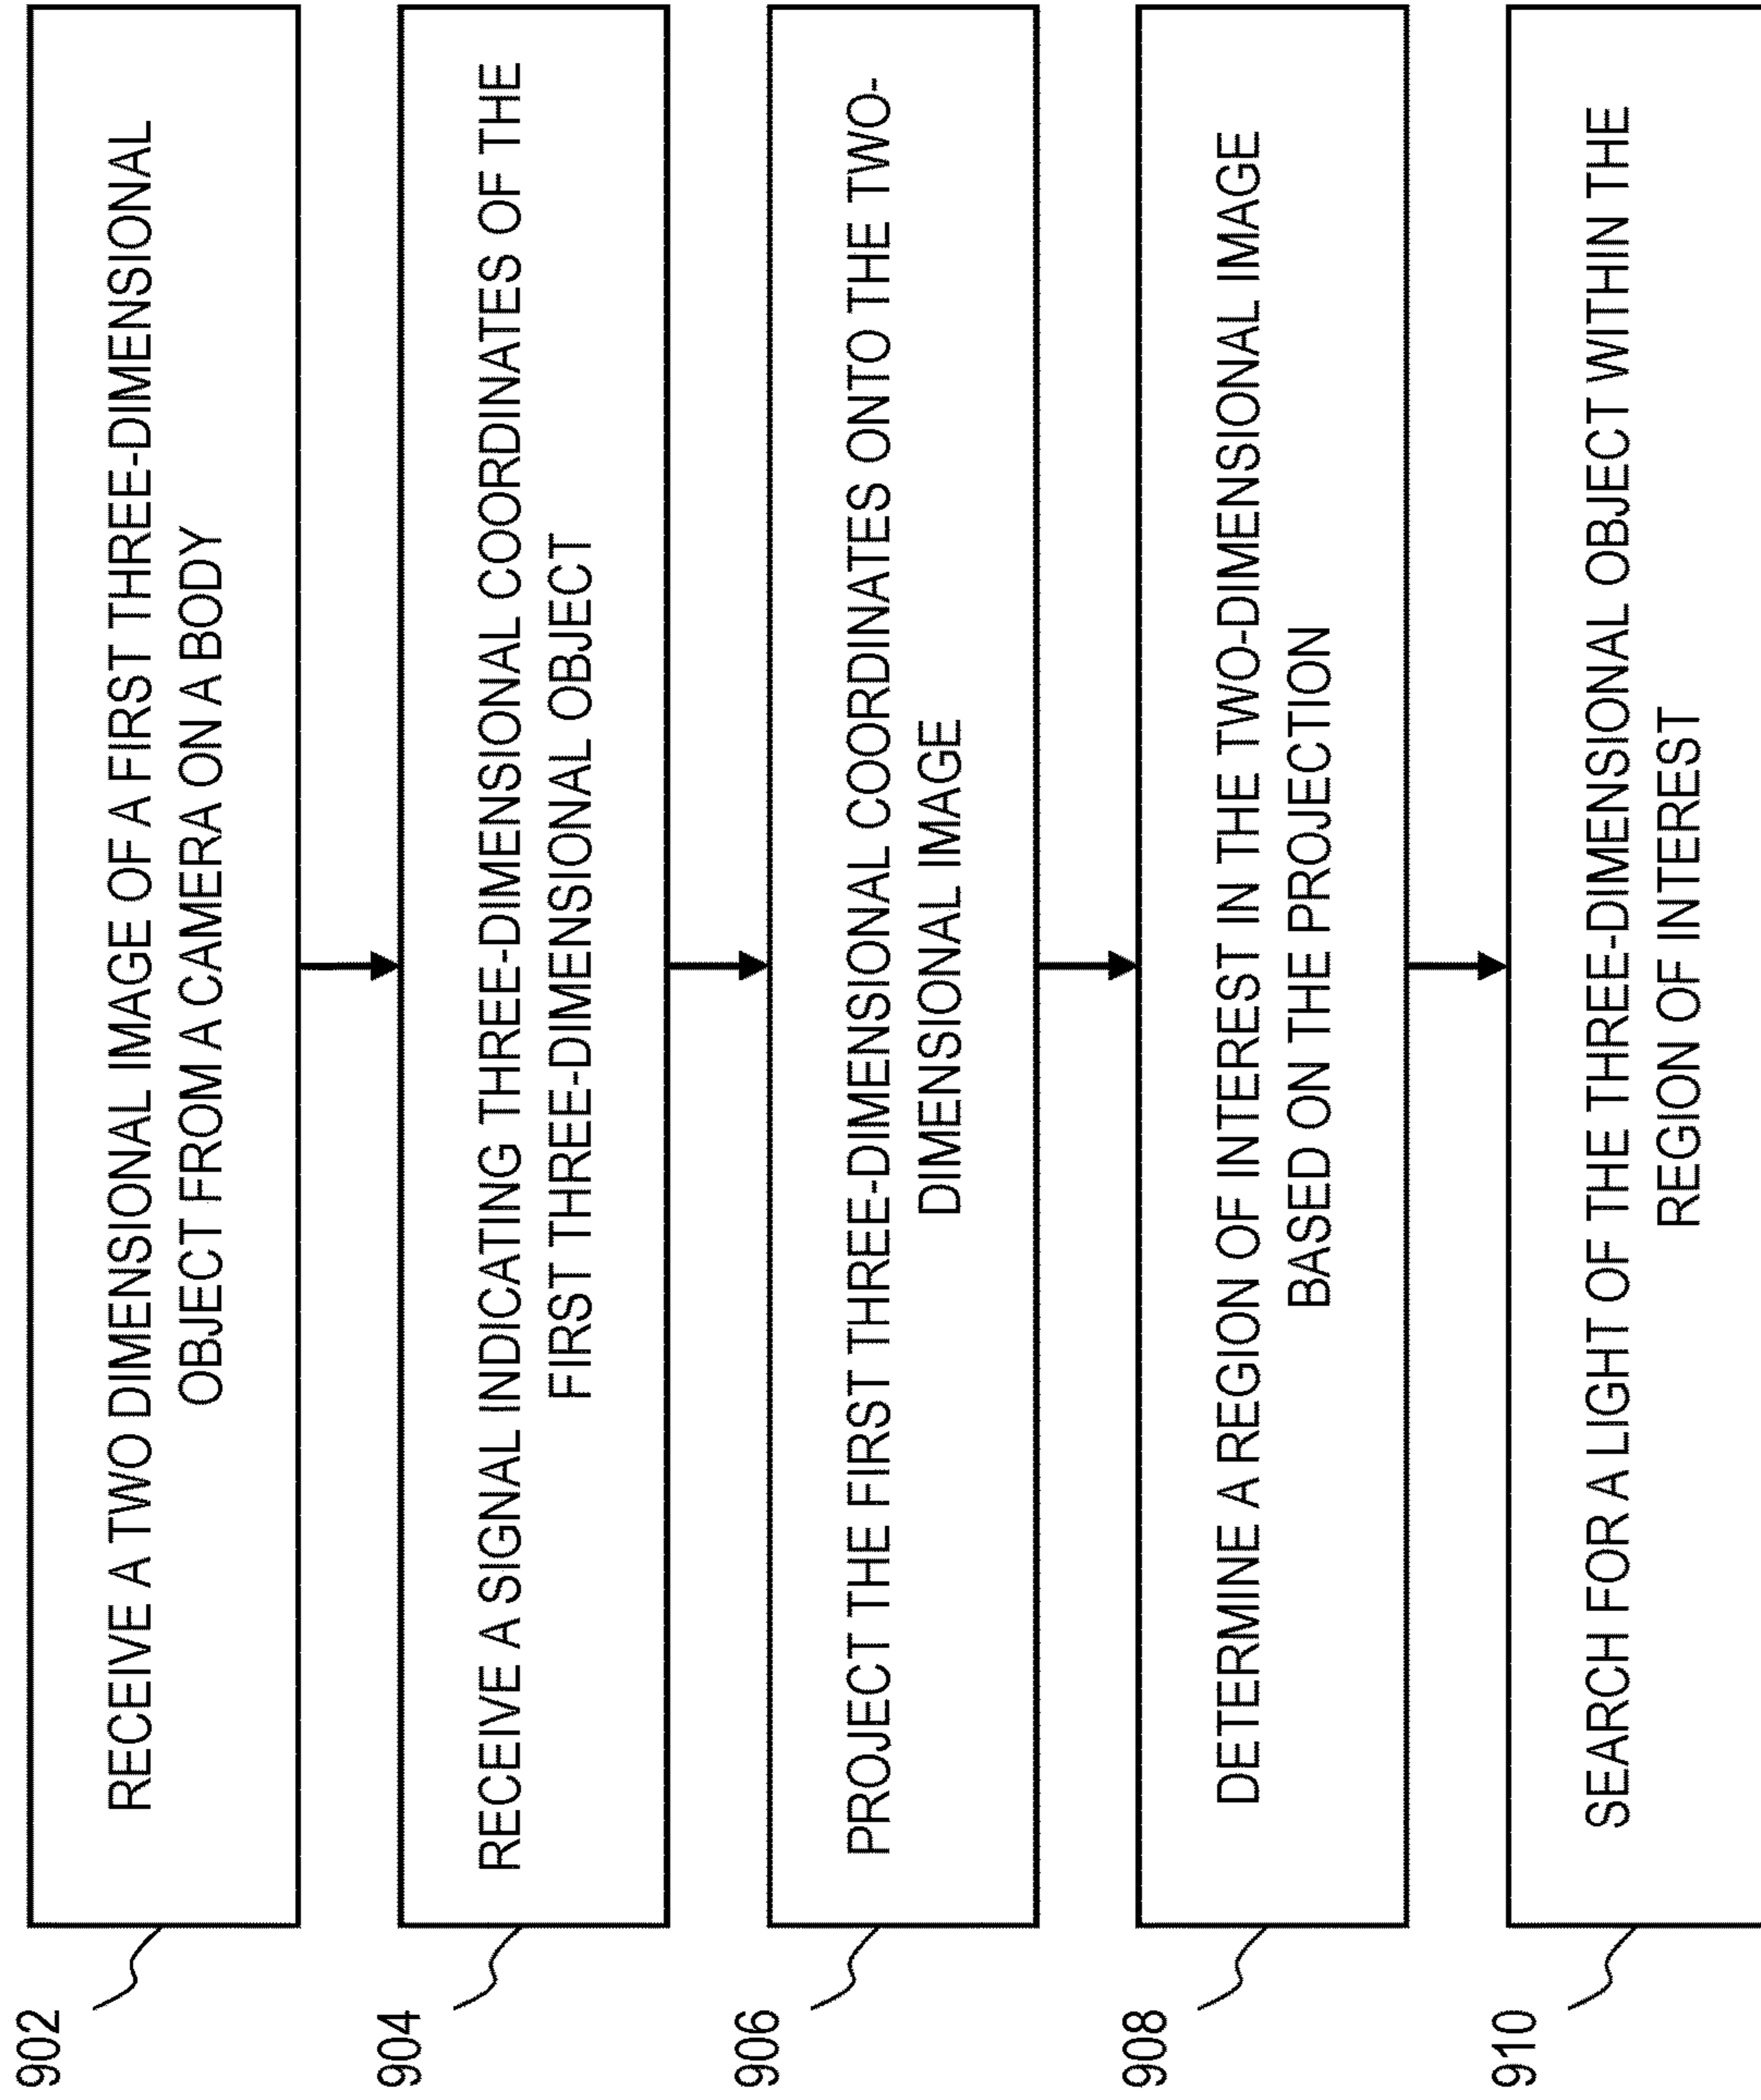 902
RECEIVE A TWO DIMENSIONAL IMAGE OF A FIRST THREE-DIMENSIONAL
OBJECT FROM A CAMERA ON A BODY
904
RECEIVE A SIGNAL INDICATING THREE-DIMENSIONAL COORDINATES OF THE
FIRST THREE-DIMENSIONAL OBJECT
906
PROJECT THE FIRST THREE-DIMENSIONAL COORDINATES ONTO THE TWO-
DIMENSIONAL IMAGE
908
DETERMINE A REGION OF INTEREST IN THE TWO-DIMENSIONAL IMAGE
BASED ON THE PROJECTION
910
SEARCH FOR A LIGHT OF THE THREE-DIMENSIONAL OBJECT WITHIN THE
REGION OF INTEREST